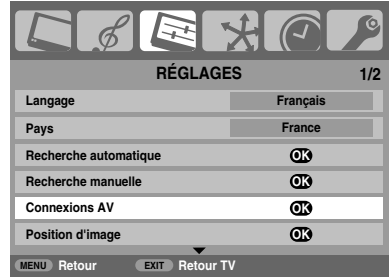 RÉGLAGES 1/2
Langage Français
Pays France
Recherche automatique OK
Recherche manuelle OK
Connexions AV OK
Position d'image OK
MENU Retour EXIT Retour TV